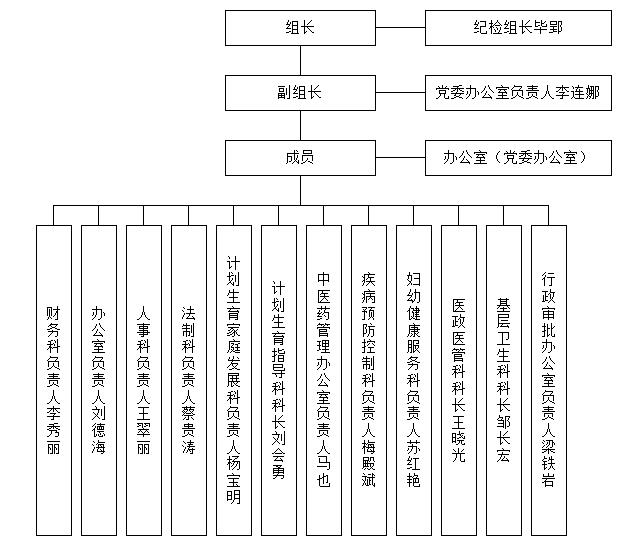 组长
纪检组长毕郢
副组长
党委办公室负责人李连娜
成员
办公室（党委办公室）
财务科负责人李秀丽
办公室负责人刘德海
人事科负责人王翠丽
法制科负责人蔡贵涛
计划生育家庭发展科负责人杨宝明
计划生育指导科科长刘会勇
中医药管理办公室负责人马也
疾病预防控制科负责人梅殿斌
妇幼健康服务科负责人苏红艳
医政医管科科长王晓光
基层卫生科科长邹长宏
行政审批办公室负责人梁铁岩